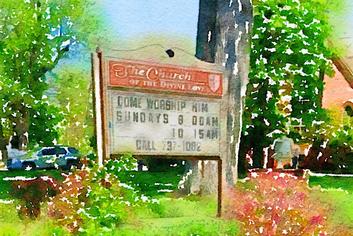 The Church
OF THE DIVINE LOVE
COME WORSHIP HIM
SUNDAYS 8 00AM
10 15AM
CALL 737-1082